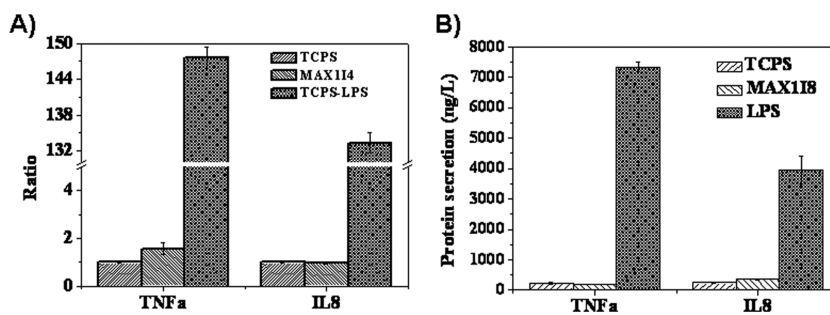 A)
150
144
138
132
4
2
1
0
Ratio
TCPS
MAX1I4
TCPS-LPS
TNFa
IL8
B)
8000
7000
6000
5000
4000
3000
2000
1000
0
Protein secretion (ng/L)
TCPS
MAX1I8
LPS
TNFa
IL8